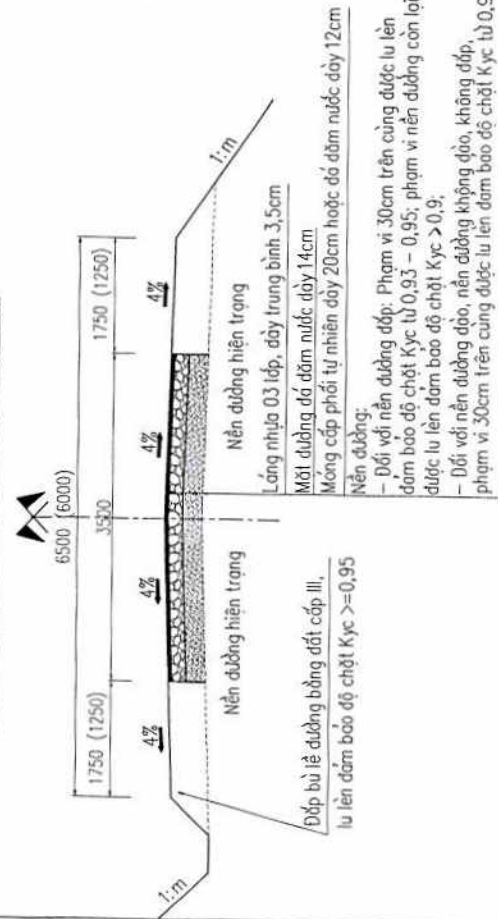 6500 (6000)
1750 (1250)
3500
1750 (1250)
4%
4%
4%
4%
1:m
1:m
Nền đường hiện trạng
Nền đường hiện trạng
Đắp bù lề đường bằng đất cấp III,
lu lèn đảm bảo độ chặt Kyc >=0,95
Láng nhựa 03 lớp, dày trung bình 3,5cm
Mặt đường đá dăm nước dày 14cm
Móng cấp phối tự nhiên dày 20cm hoặc đá dăm nước dày 12cm
Nền đường:
- Đối với nền đường đắp: Phạm vi 30cm trên cùng được lu lèn
đảm bảo độ chặt Kyc từ 0,93 - 0,95; phạm vi nền đường còn lại
được lu lèn đảm bảo độ chặt Kyc >0,9;
- Đối với nền đường đào, nền đường không đào, không đắp,
phạm vi 30cm trên cùng được lu lèn đảm bảo độ chặt Kyc từ